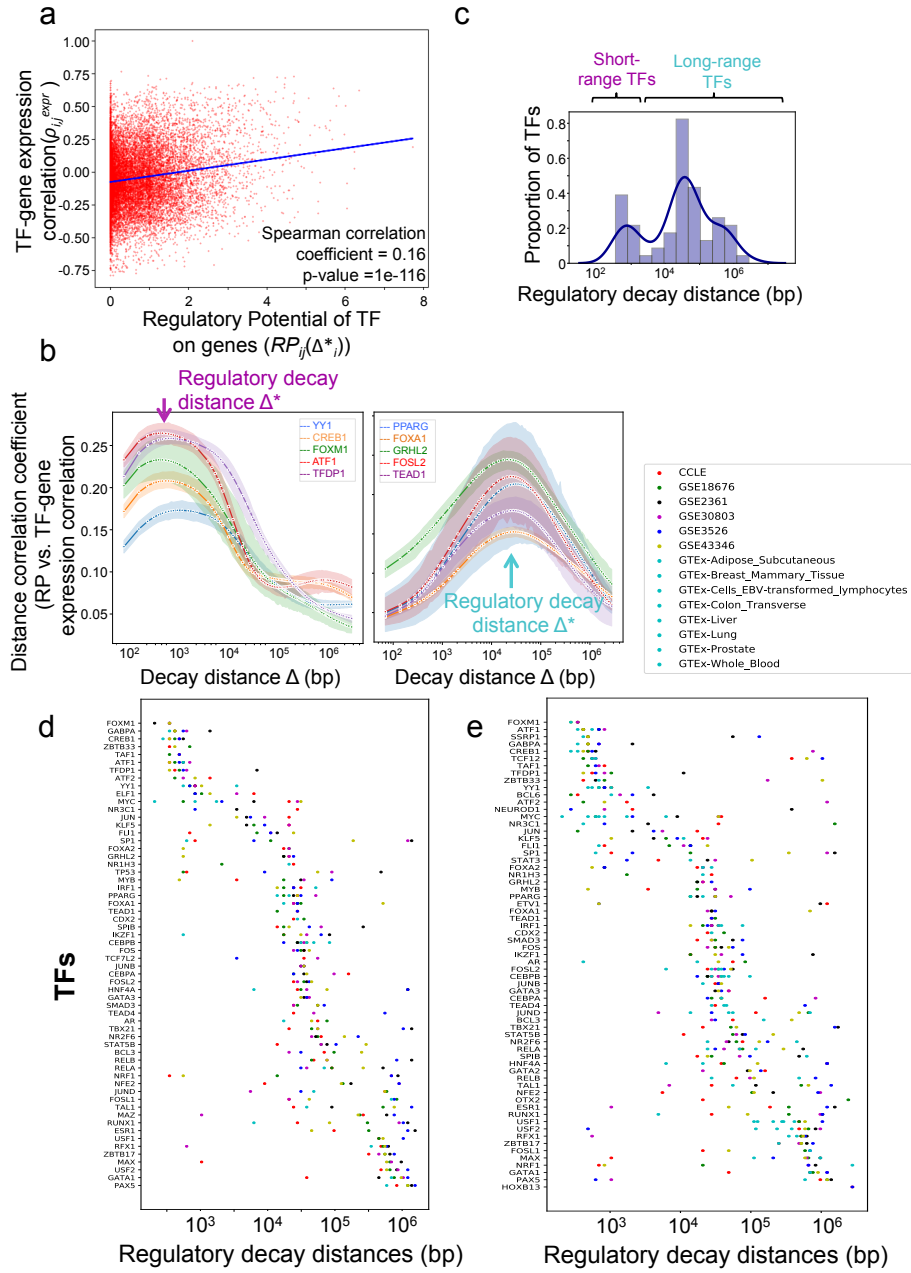 a
TF-gene expression
correlation(ρi,j^expr)
1.00
0.75
0.50
0.25
0.00
-0.25
-0.50
-0.75
Spearman correlation
coefficient = 0.16
p-value =1e-116
0
2
4
6
8
Regulatory Potential of TF
on genes (RPij(Δ*i))
c
Short-
range TFs
Long-range
TFs
Proportion of TFs
0.8
0.6
0.4
0.2
0
10²
10⁴
10⁶
Regulatory decay distance (bp)
b
Regulatory decay
distance Δ*
Distance correlation coefficient
(RP vs. TF-gene
expression correlation
0.25
0.20
0.15
0.10
0.05
YY1
CREB1
FOXM1
ATF1
TFDP1
10²
10³
10⁴
10⁵
10⁶
Decay distance Δ (bp)
PPARG
FOXA1
GRHL2
FOSL2
TEAD1
Regulatory decay
distance Δ*
10²
10³
10⁴
10⁵
10⁶
Decay distance Δ (bp)
CCLE
GSE18676
GSE2361
GSE30803
GSE3526
GSE43346
GTEx-Adipose_Subcutaneous
GTEx-Breast_Mammary_Tissue
GTEx-Cells_EBV-transformed_lymphocytes
GTEx-Colon_Transverse
GTEx-Liver
GTEx-Lung
GTEx-Prostate
GTEx-Whole_Blood
d
TFs
FOXM1
GABPA
CREB1
ZBTB33
TAF1
ATF1
TFDP1
ATF2
YY1
ELF1
MYC
NR3C1
JUN
KLF5
FLI1
SP1
FOXA2
GRHL2
NR1H3
TP53
MYB
IRF1
PPARG
FOXA1
TEAD1
CDX2
SPIB
IKZF1
CEBPB
FOS
TCF7L2
JUNB
CEBPA
FOSL2
HNF4A
GATA3
SMAD3
TEAD4
AR
TBX21
NR2F6
STAT5B
BCL3
RELB
RELA
NRF1
NFE2
JUND
FOSL1
TAL1
MAZ
RUNX1
ESR1
USF1
RFX1
ZBTB17
MAX
USF2
GATA1
PAX5
10³
10⁴
10⁵
10⁶
Regulatory decay distances (bp)
e
FOXM1
ATF1
SSRP1
GABPA
CREB1
TCF12
TAF1
TFDP1
ZBTB33
YY1
BCL6
ATF2
NEUROD1
MYC
NR3C1
JUN
KLF5
FLI1
SP1
STAT3
FOXA2
NR1H3
GRHL2
MYB
PPARG
ETV1
FOXA1
TEAD1
IRF1
CDX2
SMAD3
FOS
IKZF1
AR
FOSL2
CEBPB
JUNB
GATA3
CEBPA
TEAD4
JUND
BCL3
TBX21
STAT5B
NR2F6
RELA
SPIB
HNF4A
GATA2
RELB
TAL1
NFE2
OTX2
ESR1
RUNX1
USF1
USF2
RFX1
ZBTB17
FOSL1
MAX
NRF1
GATA1
PAX5
HOXB13
10³
10⁴
10⁵
10⁶
Regulatory decay distances (bp)